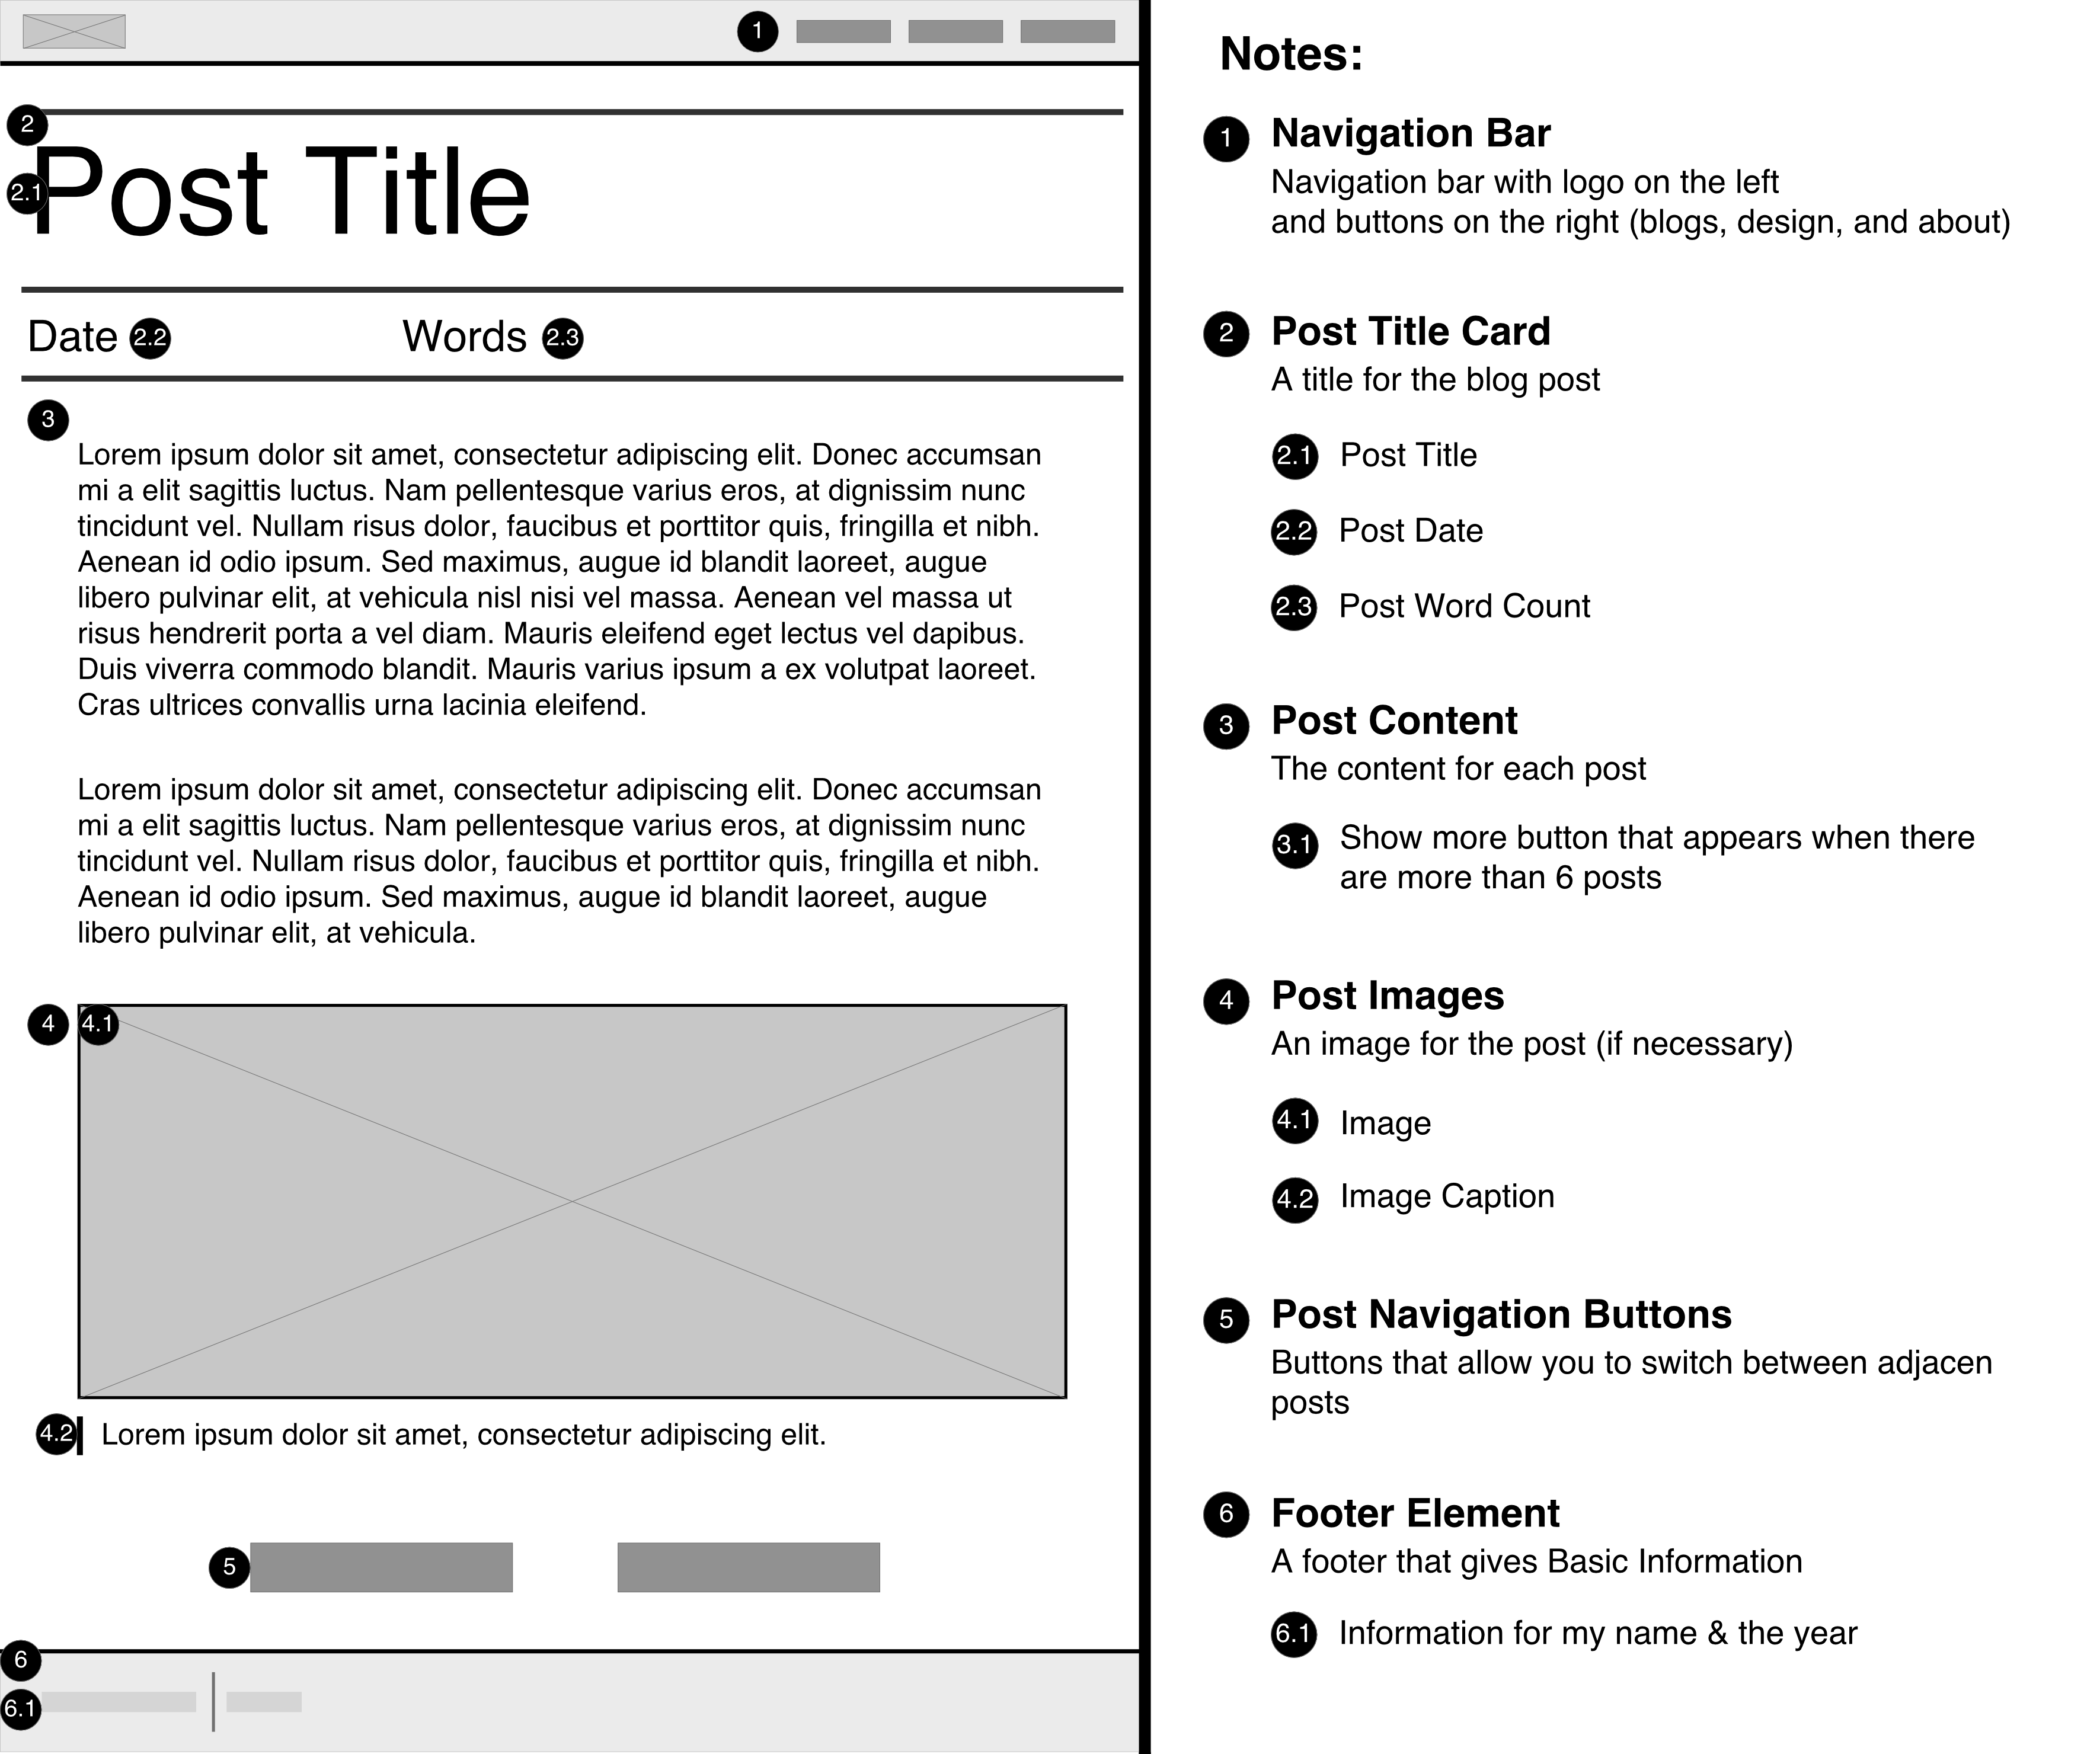 1
2
2.1
Post Title
Date 2.2 Words 2.3
3
Lorem ipsum dolor sit amet, consectetur adipiscing elit. Donec accumsan
mi a elit sagittis luctus. Nam pellentesque varius eros, at dignissim nunc
tincidunt vel. Nullam risus dolor, faucibus et porttitor quis, fringilla et nibh.
Aenean id odio ipsum. Sed maximus, augue id blandit laoreet, augue
libero pulvinar elit, at vehicula nisl nisi vel massa. Aenean vel massa ut
risus hendrerit porta a vel diam. Mauris eleifend eget lectus vel dapibus.
Duis viverra commodo blandit. Mauris varius ipsum a ex volutpat laoreet.
Cras ultrices convallis urna lacinia eleifend.
Lorem ipsum dolor sit amet, consectetur adipiscing elit. Donec accumsan
mi a elit sagittis luctus. Nam pellentesque varius eros, at dignissim nunc
tincidunt vel. Nullam risus dolor, faucibus et porttitor quis, fringilla et nibh.
Aenean id odio ipsum. Sed maximus, augue id blandit laoreet, augue
libero pulvinar elit, at vehicula.
4 4.1
4.2 Lorem ipsum dolor sit amet, consectetur adipiscing elit.
5
6
6.1
Notes:
1 Navigation Bar
Navigation bar with logo on the left
and buttons on the right (blogs, design, and about)
2 Post Title Card
A title for the blog post
2.1 Post Title
2.2 Post Date
2.3 Post Word Count
3 Post Content
The content for each post
3.1 Show more button that appears when there
are more than 6 posts
4 Post Images
An image for the post (if necessary)
4.1 Image
4.2 Image Caption
5 Post Navigation Buttons
Buttons that allow you to switch between adjacen
posts
6 Footer Element
A footer that gives Basic Information
6.1 Information for my name & the year